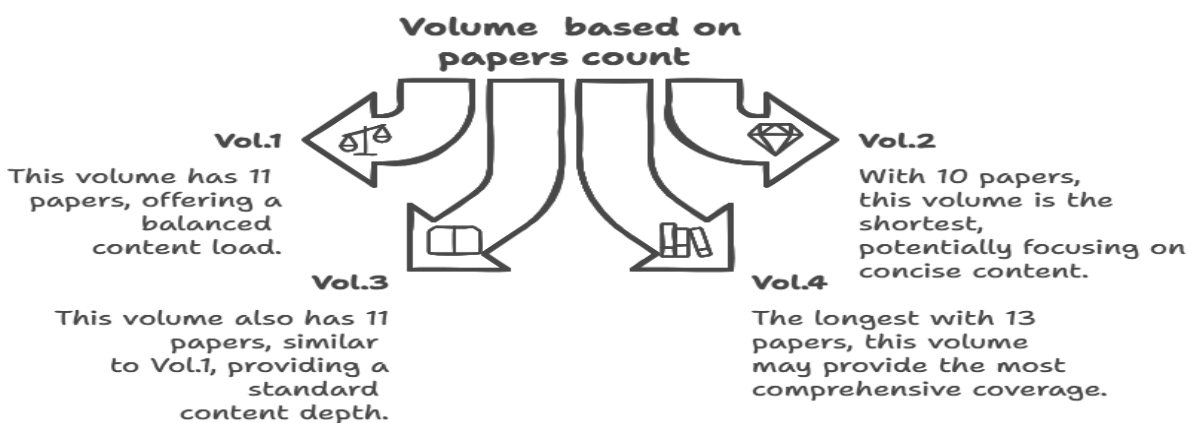 Volume based on
papers count
Vol.1
This volume has 11
papers, offering a
balanced
content load.
Vol.2
With 10 papers,
this volume is the
shortest,
potentially focusing on
concise content.
Vol.3
This volume also has 11
papers, similar
to Vol.1, providing a
standard
content depth.
Vol.4
The longest with 13
papers, this volume
may provide the most
comprehensive coverage.